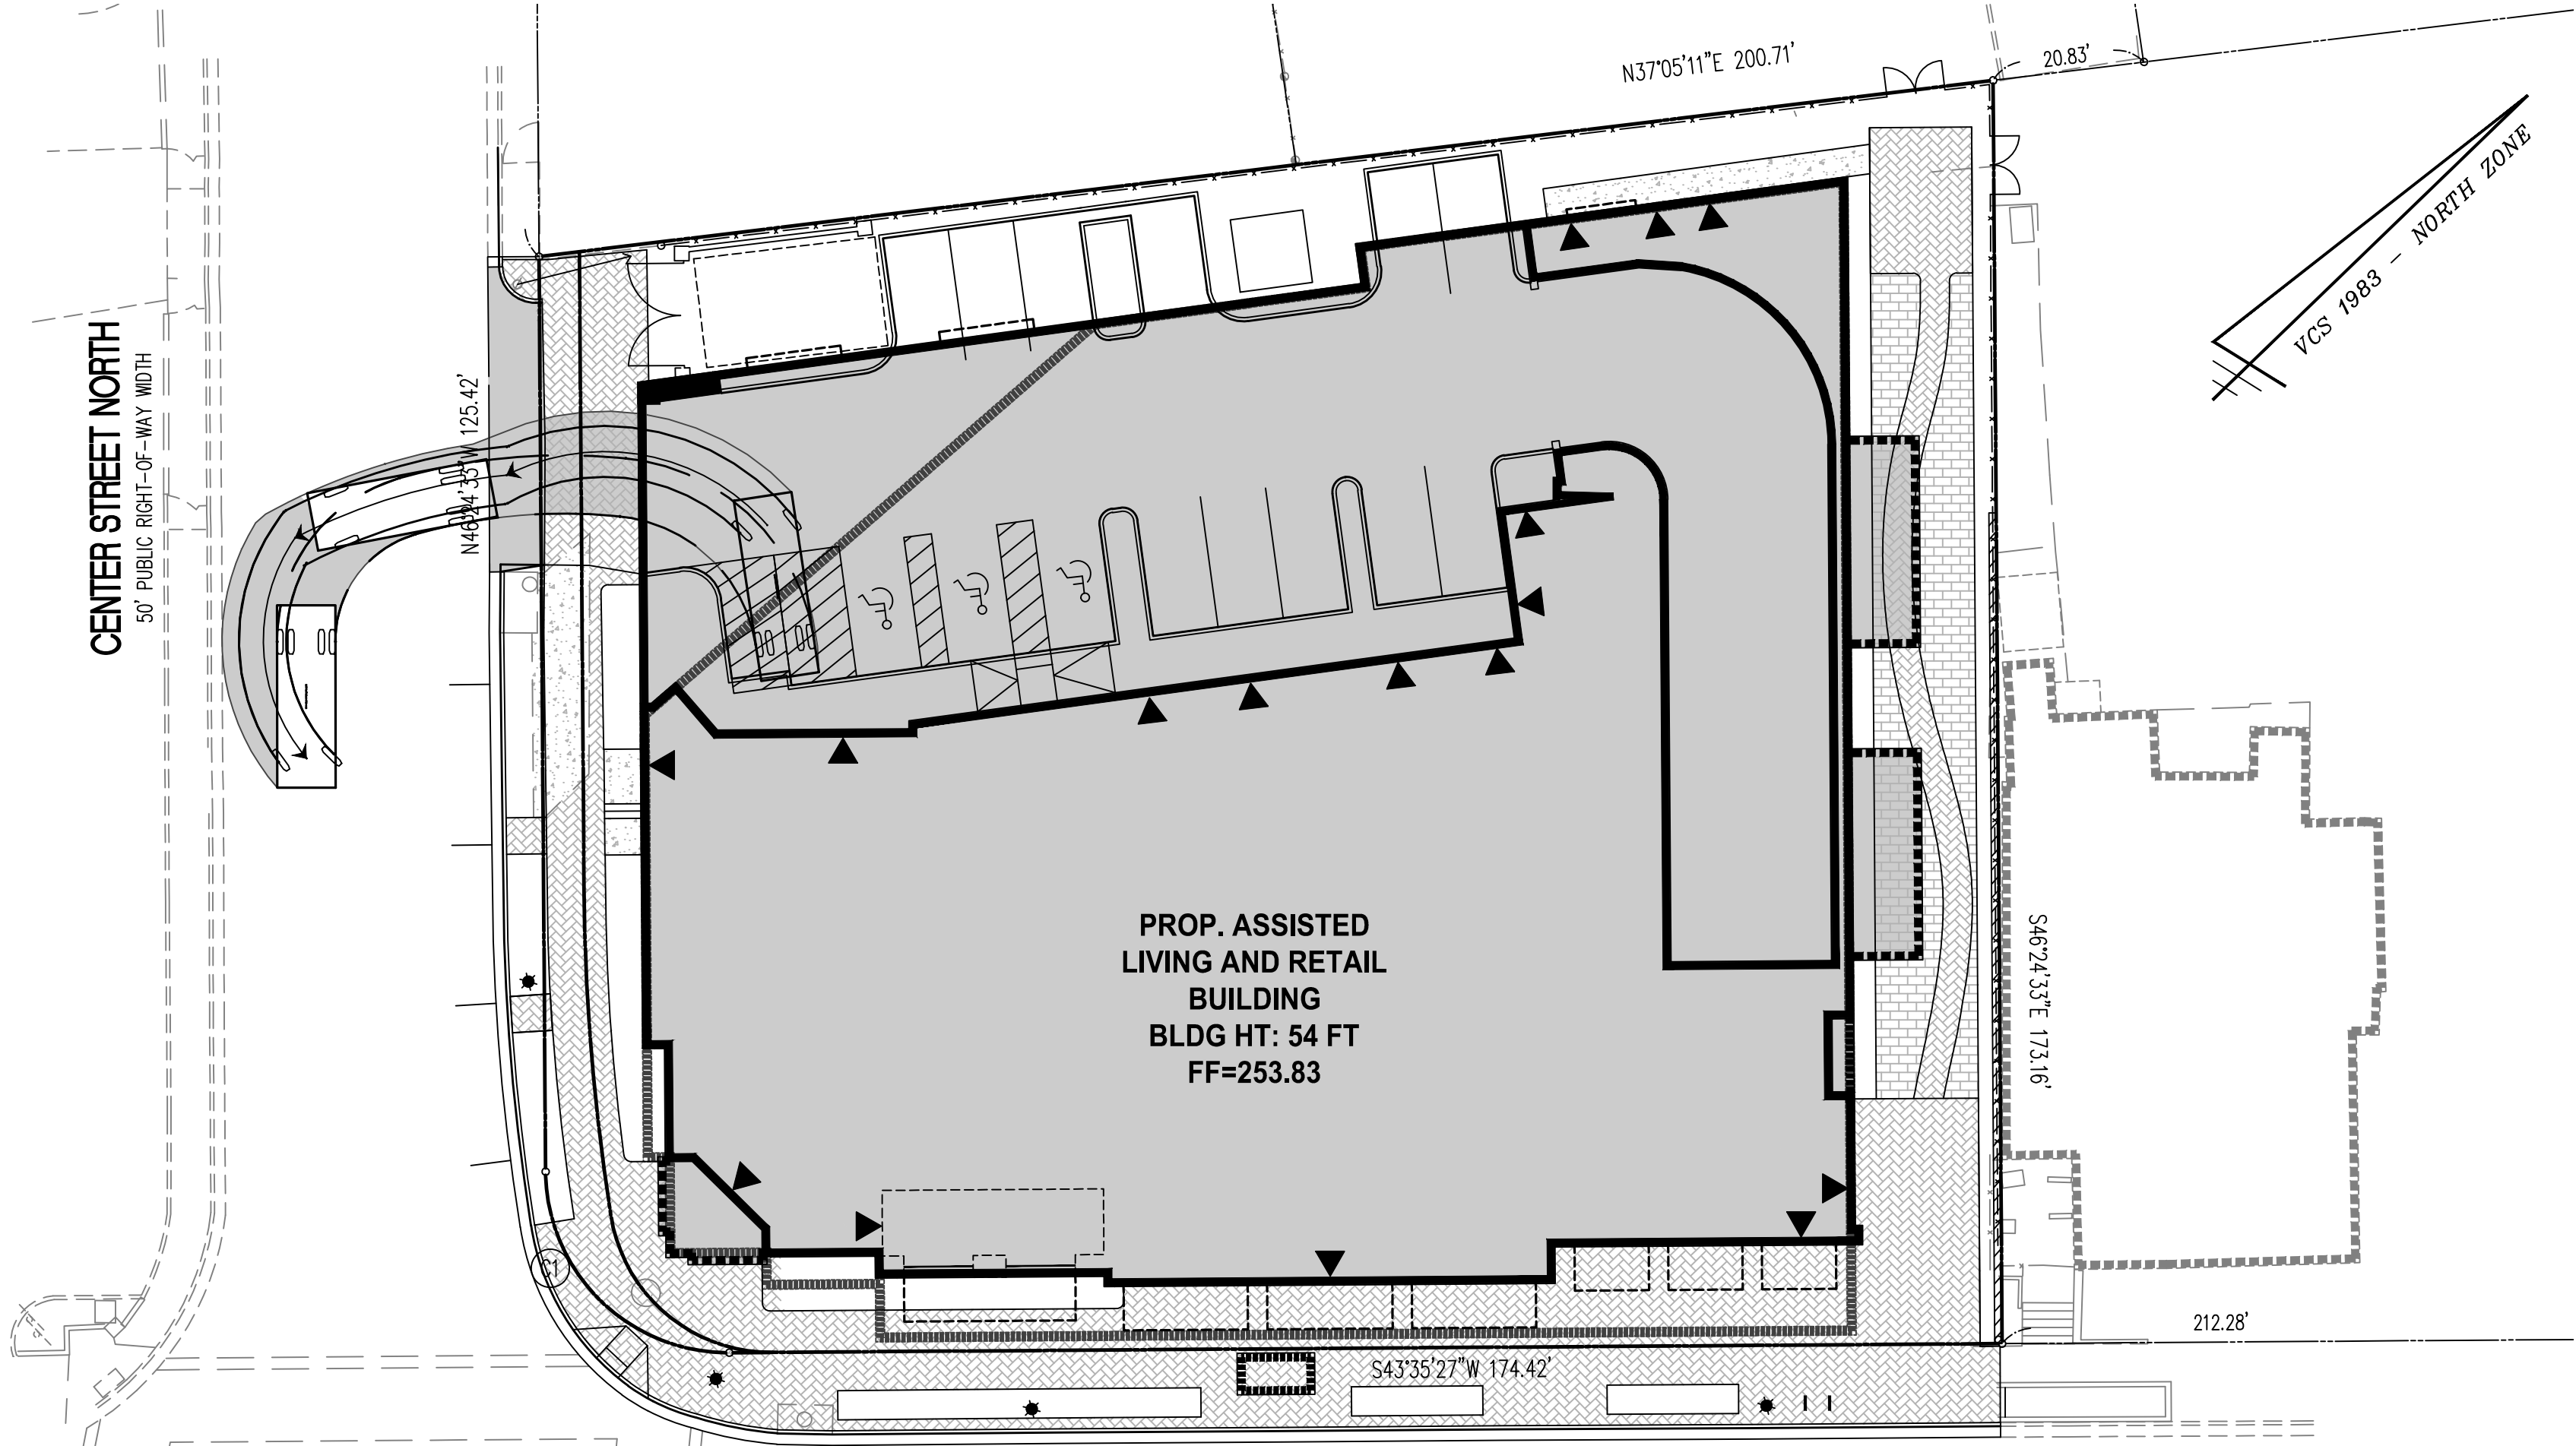 N37°05'11"E 200.71'
20.83'
VCS 1983 - NORTH ZONE
CENTER STREET NORTH
50' PUBLIC RIGHT-OF-WAY WIDTH
N46°24'33"W 125.42'
PROP. ASSISTED
LIVING AND RETAIL
BUILDING
BLDG HT: 54 FT
FF=253.83
S46°24'33"E 173.16'
C1
212.28'
S43°35'27"W 174.42'